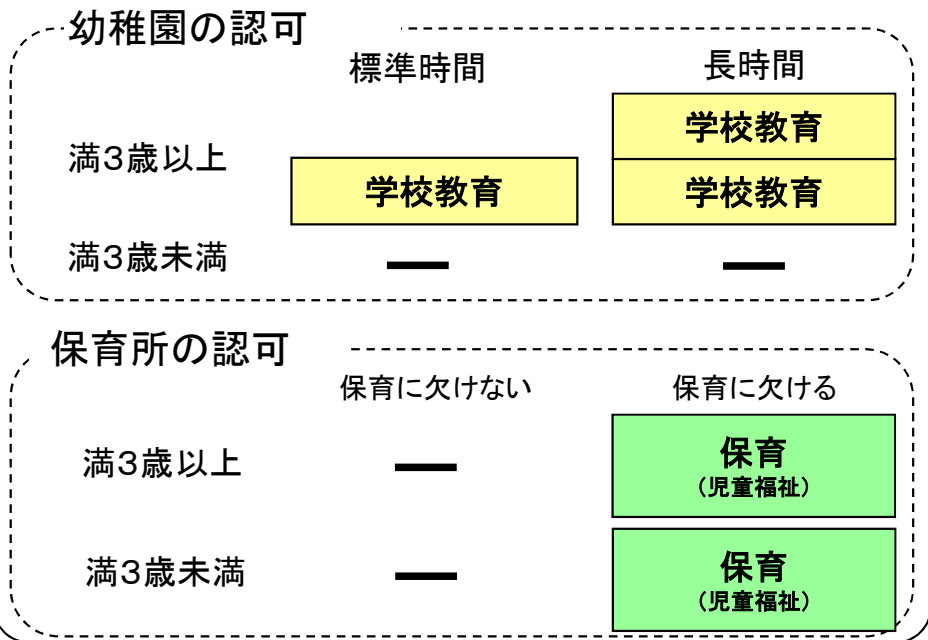 幼稚園の認可
標準時間 長時間
学校教育
満３歳以上
学校教育 学校教育
満３歳未満 ー ー
保育所の認可
保育に欠けない 保育に欠ける
満３歳以上 ー 保育
（児童福祉）
満３歳未満 ー 保育
（児童福祉）